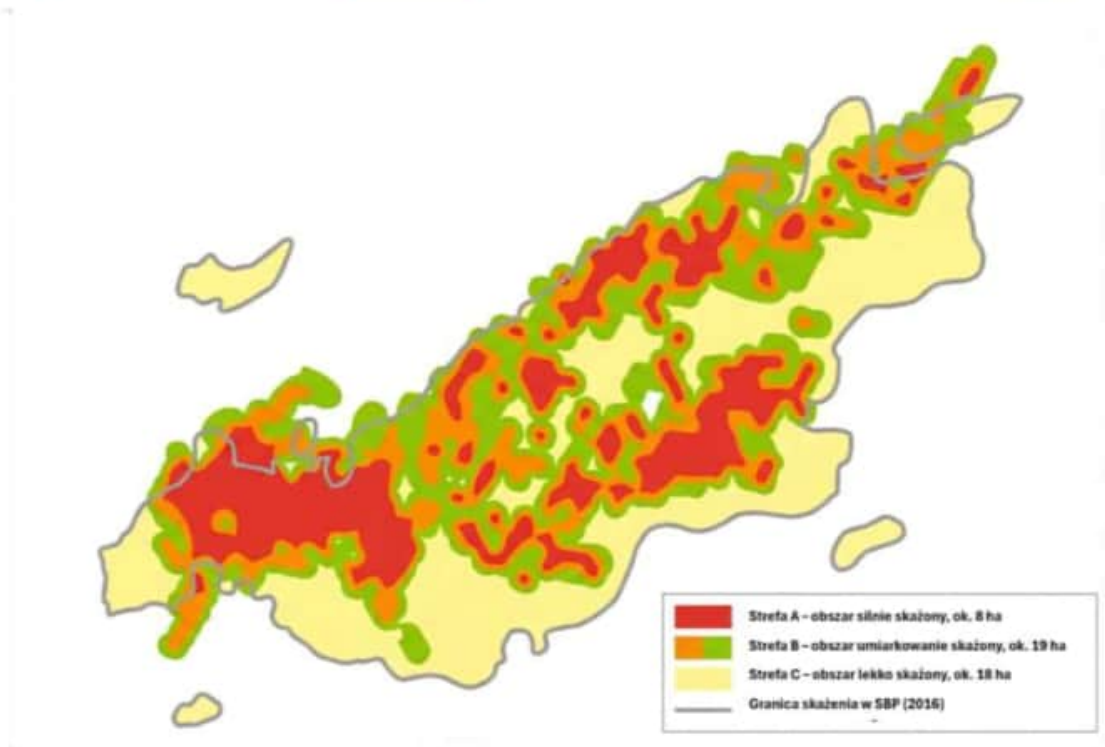 Strefa A – obszar silnie skażony, ok. 8 ha
Strefa B – obszar umiarkowanie skażony, ok. 19 ha
Strefa C – obszar lekko skażony, ok. 18 ha
Granica skażenia w SBP (2016)